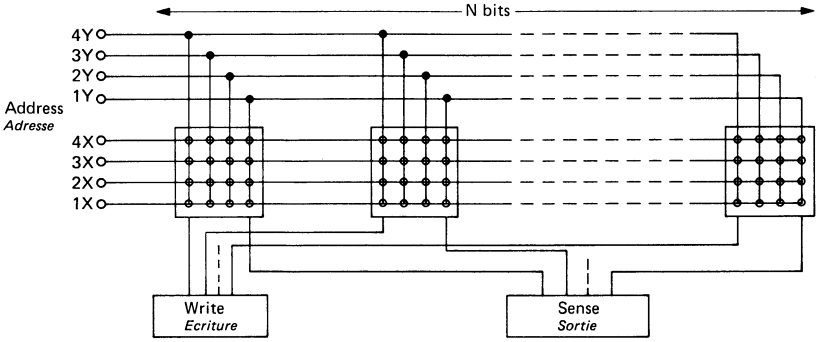 N bits
4Y
3Y
2Y
1Y
Address
Adresse
4X
3X
2X
1X
Write
Ecriture
Sense
Sortie